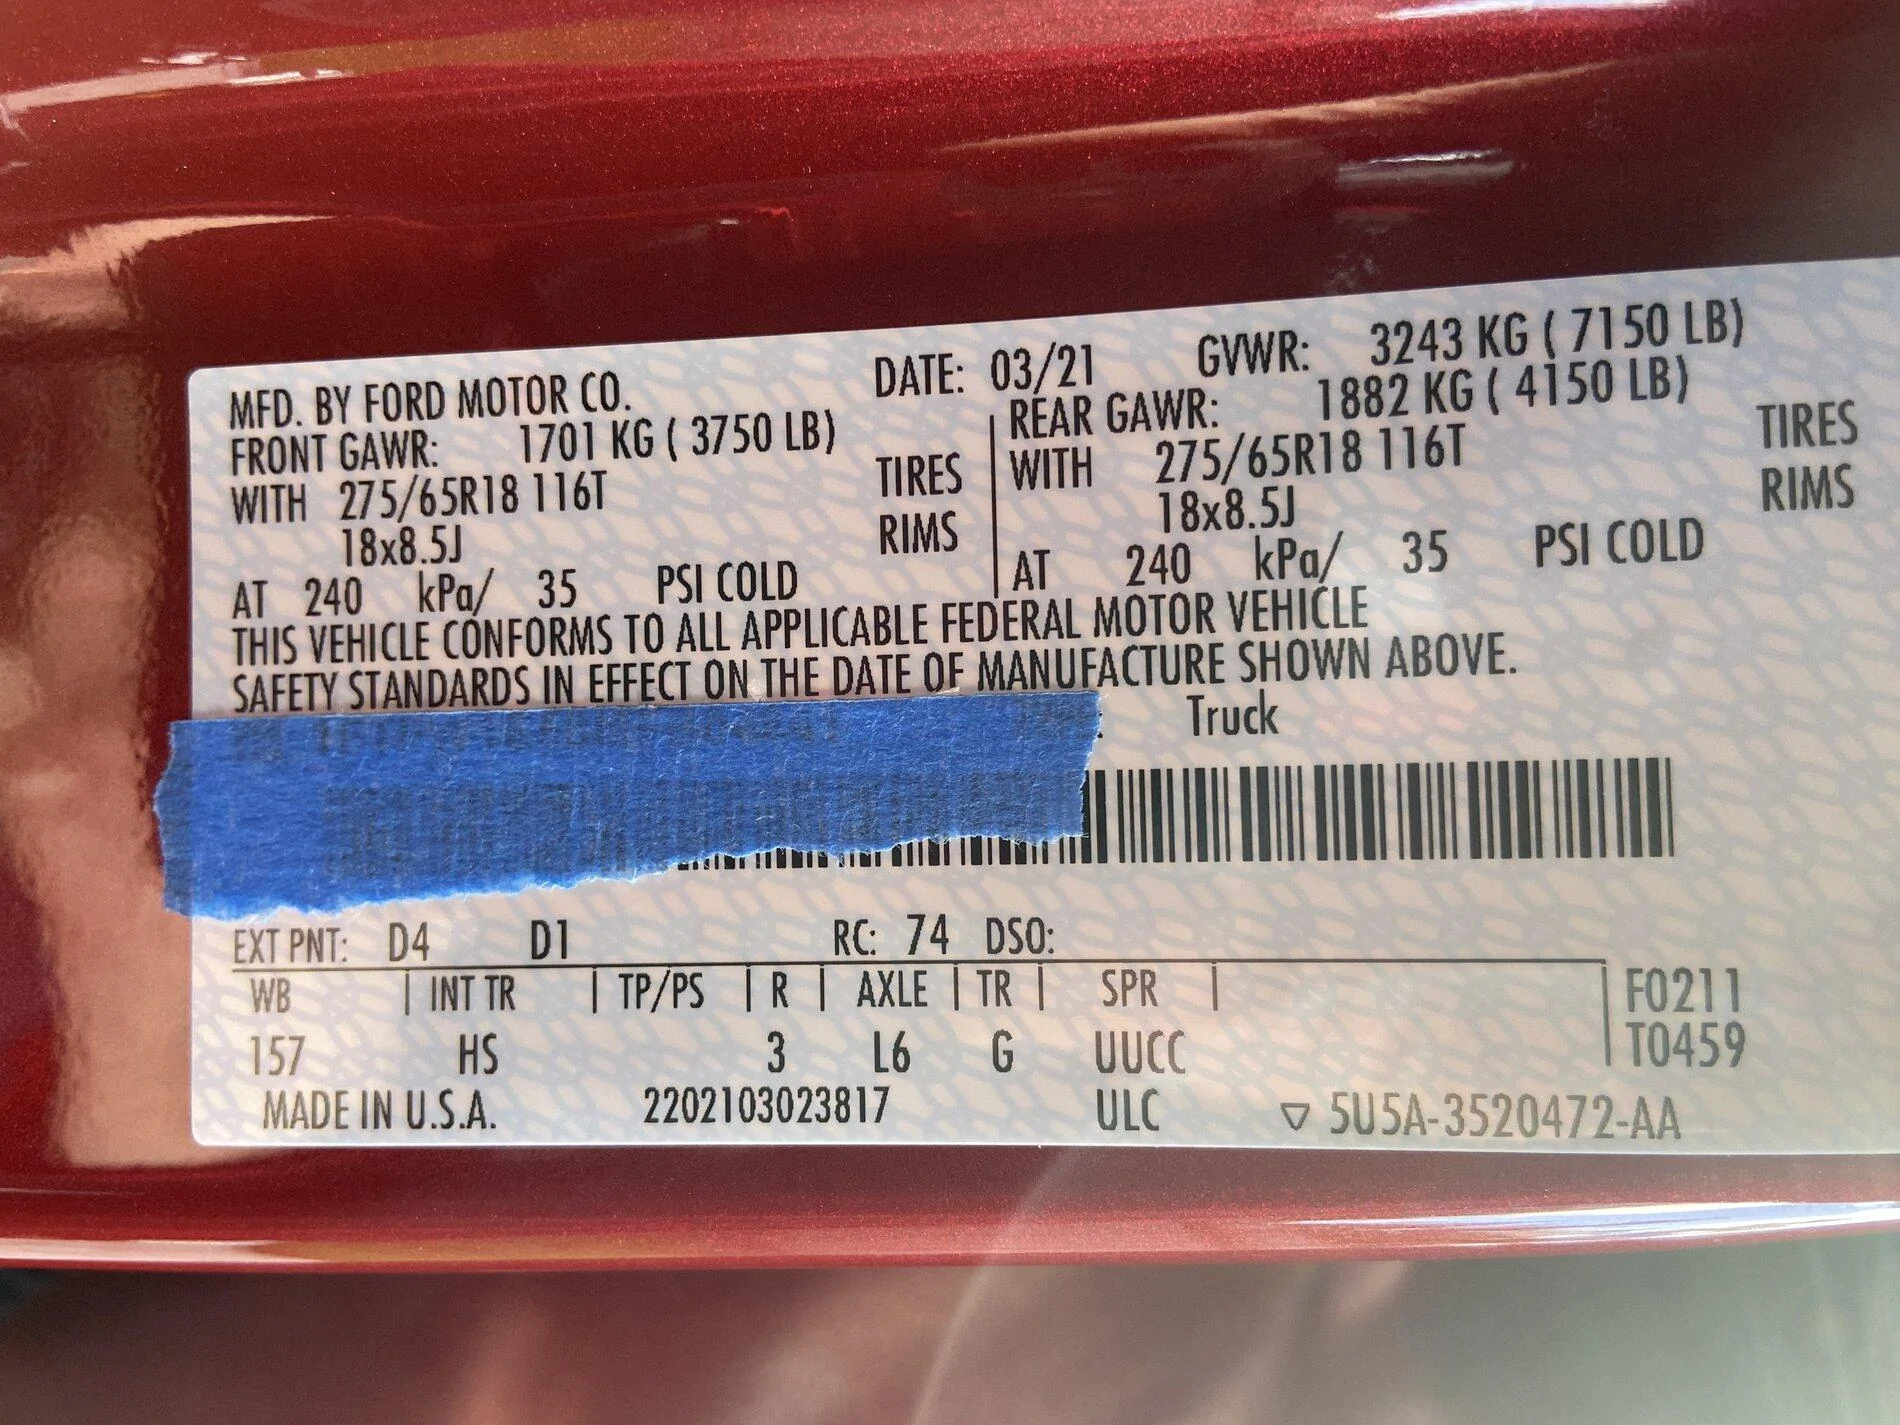 MFD. BY FORD MOTOR CO. DATE: 03/21 GVWR: 3243 KG ( 7150 LB)
FRONT GAWR: 1701 KG ( 3750 LB) REAR GAWR: 1882 KG ( 4150 LB)
WITH 275/65R18 116T TIRES WITH 275/65R18 116T TIRES
18x8.5J RIMS 18x8.5J RIMS
AT 240 kPa/ 35 PSI COLD AT 240 kPa/ 35 PSI COLD
THIS VEHICLE CONFORMS TO ALL APPLICABLE FEDERAL MOTOR VEHICLE
SAFETY STANDARDS IN EFFECT ON THE DATE OF MANUFACTURE SHOWN ABOVE.
Truck
EXT PNT: D4 D1 RC: 74 DSO:
WB INT TR TP/PS R AXLE TR SPR F0211
157 HS 3 L6 G UUCC T0459
MADE IN U.S.A. 2202103023817 ULC ▽ 5U5A-3520472-AA